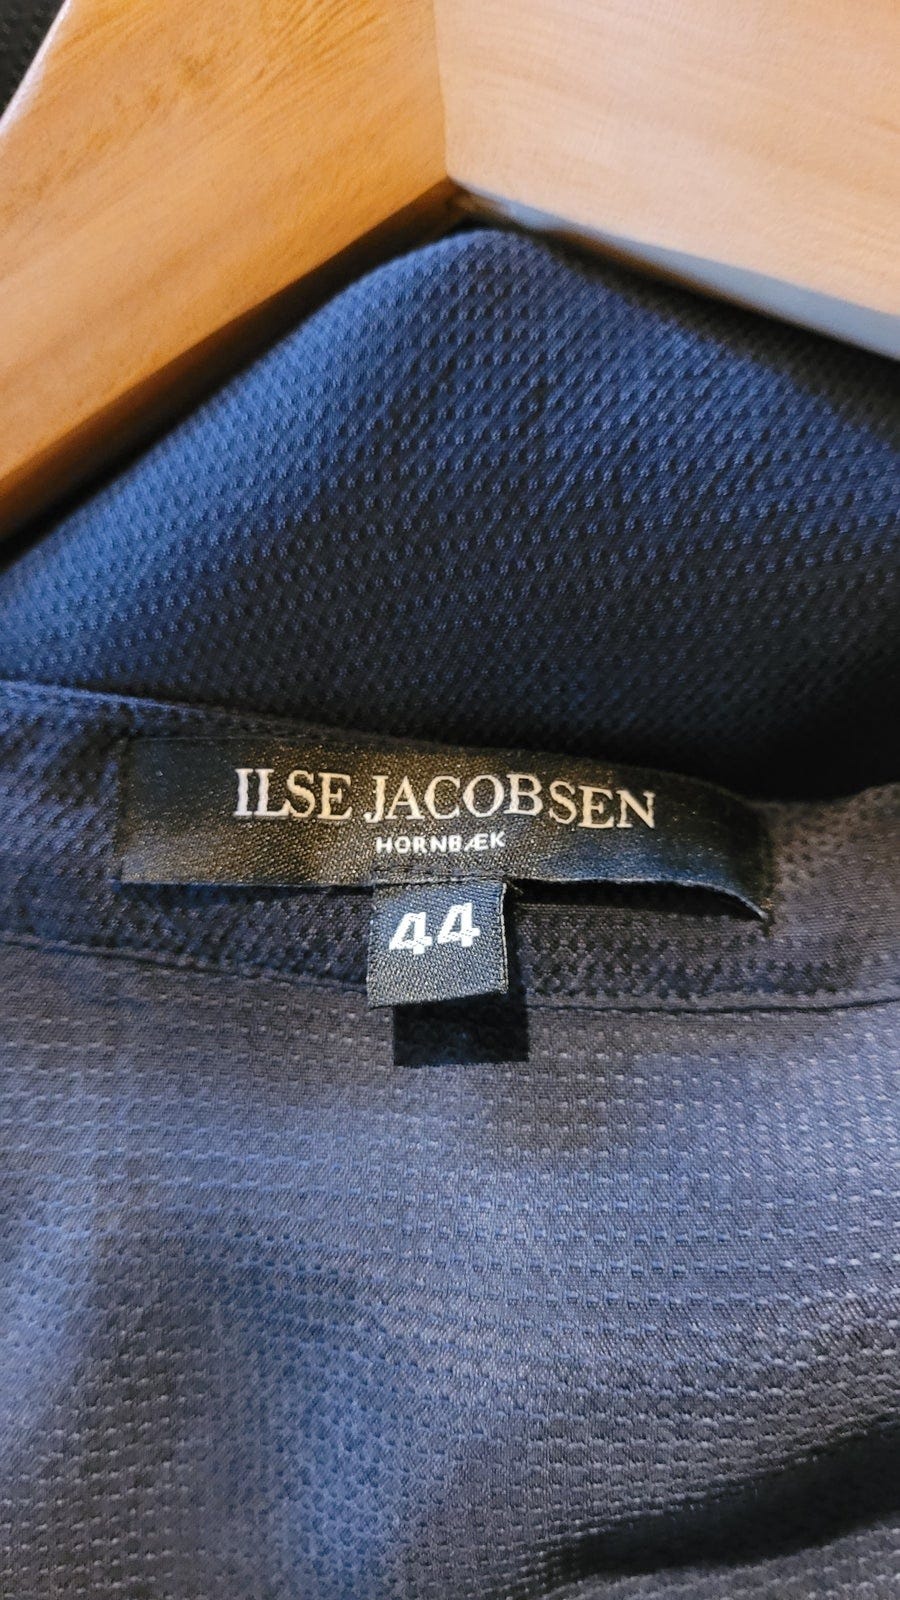 ILSE JACOBSEN
HORNBÆK
44